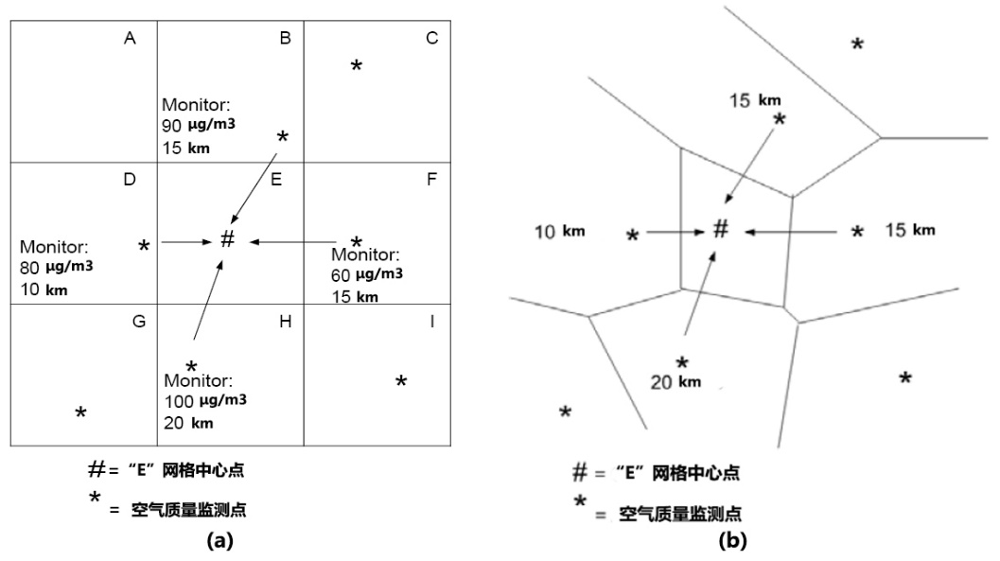 A
B
C
Monitor:
90 μg/m3
15 km
*
*
D
E
F
Monitor:
80 μg/m3
10 km
*
#
*
Monitor:
60 μg/m3
15 km
G
H
I
*
Monitor:
100 μg/m3
20 km
*
*
# = “E”网格中心点
* = 空气质量监测点
(a)
*
15 km
*
10 km
*
#
*
15 km
*
20 km
*
*
# = “E”网格中心点
* = 空气质量监测点
(b)